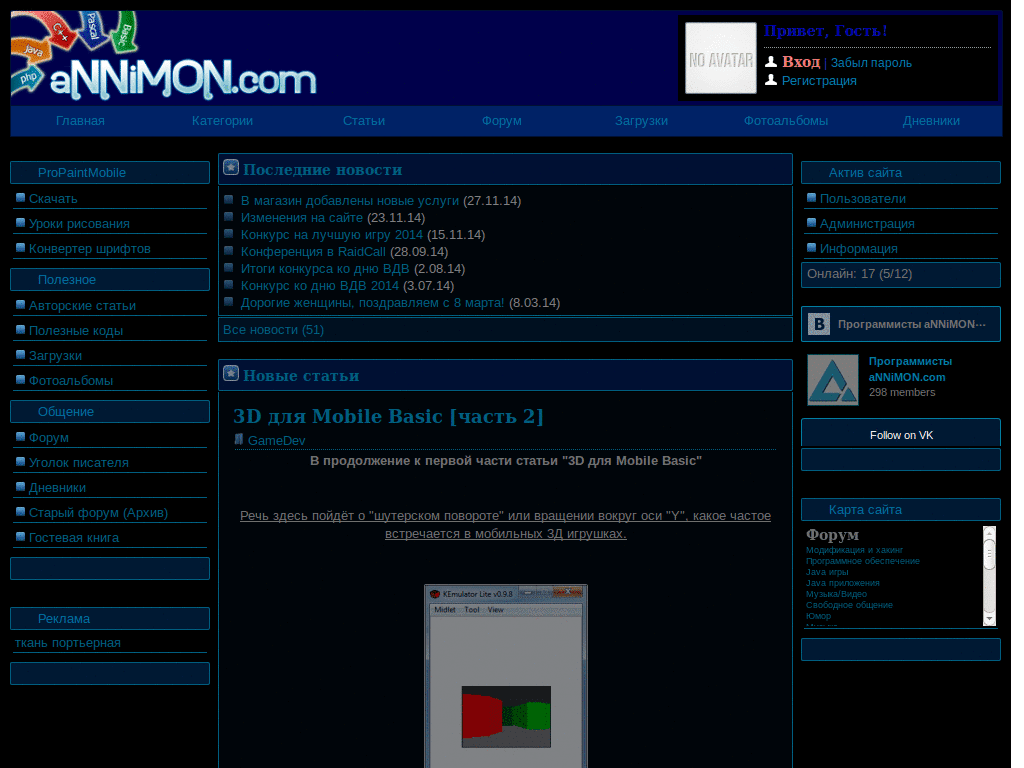 C++
Pascal
Basic
Java
php
aNNiMON.com
NO AVATAR
Привет, Гость!
Вход | Забыл пароль
Регистрация
Главная
Категории
Статьи
Форум
Загрузки
Фотоальбомы
Дневники
ProPaintMobile
Скачать
Уроки рисования
Конвертер шрифтов
Полезное
Авторские статьи
Полезные коды
Загрузки
Фотоальбомы
Общение
Форум
Уголок писателя
Дневники
Старый форум (Архив)
Гостевая книга
Реклама
ткань портьерная
Последние новости
В магазин добавлены новые услуги (27.11.14)
Изменения на сайте (23.11.14)
Конкурс на лучшую игру 2014 (15.11.14)
Конференция в RaidCall (28.09.14)
Итоги конкурса ко дню ВДВ (2.08.14)
Конкурс ко дню ВДВ 2014 (3.07.14)
Дорогие женщины, поздравляем с 8 марта! (8.03.14)
Все новости (51)
Новые статьи
3D для Mobile Basic [часть 2]
GameDev
В продолжение к первой части статьи "3D для Mobile Basic"
Речь здесь пойдёт о "шутерском повороте" или вращении вокруг оси "Y", какое частое
встречается в мобильных 3Д игрушках.
KEmulator Lite v0.9.8
Midlet Tool View
Актив сайта
Пользователи
Администрация
Информация
Онлайн: 17 (5/12)
B Программисты aNNiMON···
Программисты
aNNiMON.com
298 members
Follow on VK
Карта сайта
Форум
Модификация и хакинг
Программное обеспечение
Java игры
Java приложения
Музыка/Видео
Свободное общение
Юмор